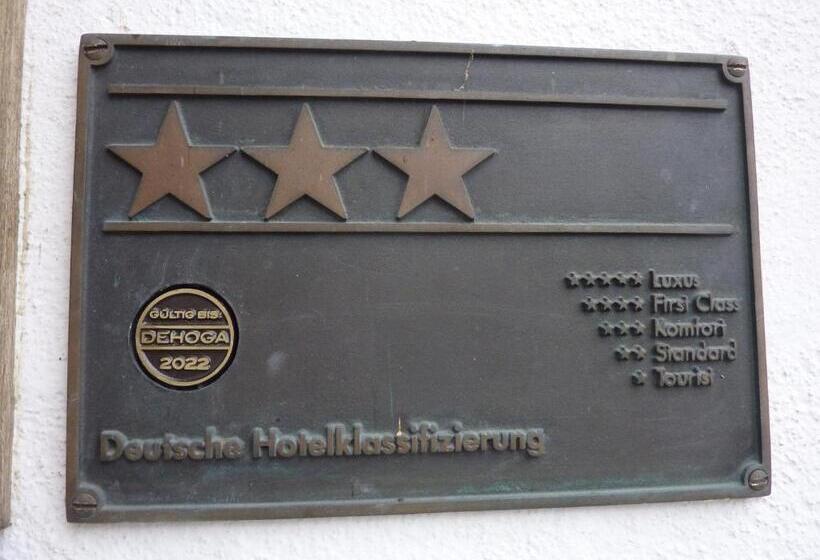 ★★★★★ Luxus
★★★★ First Class
★★★ Komfort
★★ Standard
★ Tourist
GÜLTIG BIS:
DEHOGA
2022
Deutsche Hotelklassifizierung